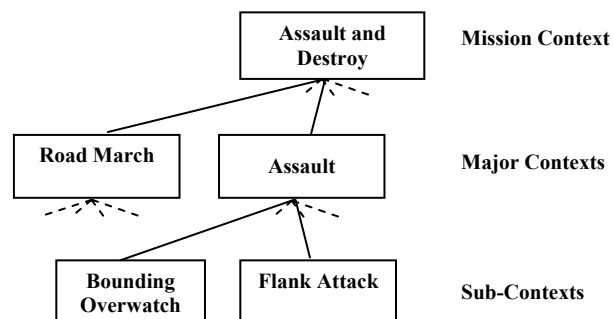 Assault and
Destroy
Mission Context
Road March
Assault
Major Contexts
Bounding
Overwatch
Flank Attack
Sub-Contexts